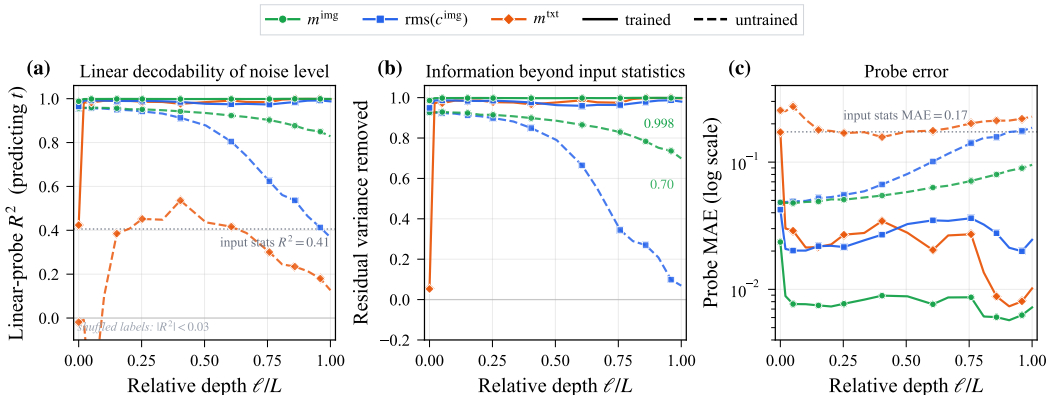 m^img rms(c^img) m^txt trained untrained
(a) Linear decodability of noise level
Linear-probe R² (predicting t)
1.0
0.8
0.6
0.4
0.2
0.0
input stats R² = 0.41
shuffled labels: |R²| < 0.03
0.00 0.25 0.50 0.75 1.00
Relative depth ℓ/L
(b) Information beyond input statistics
Residual variance removed
1.0
0.8
0.6
0.4
0.2
0.0
−0.2
0.998
0.70
0.00 0.25 0.50 0.75 1.00
Relative depth ℓ/L
(c) Probe error
Probe MAE (log scale)
10⁻¹
10⁻²
input stats MAE = 0.17
0.00 0.25 0.50 0.75 1.00
Relative depth ℓ/L